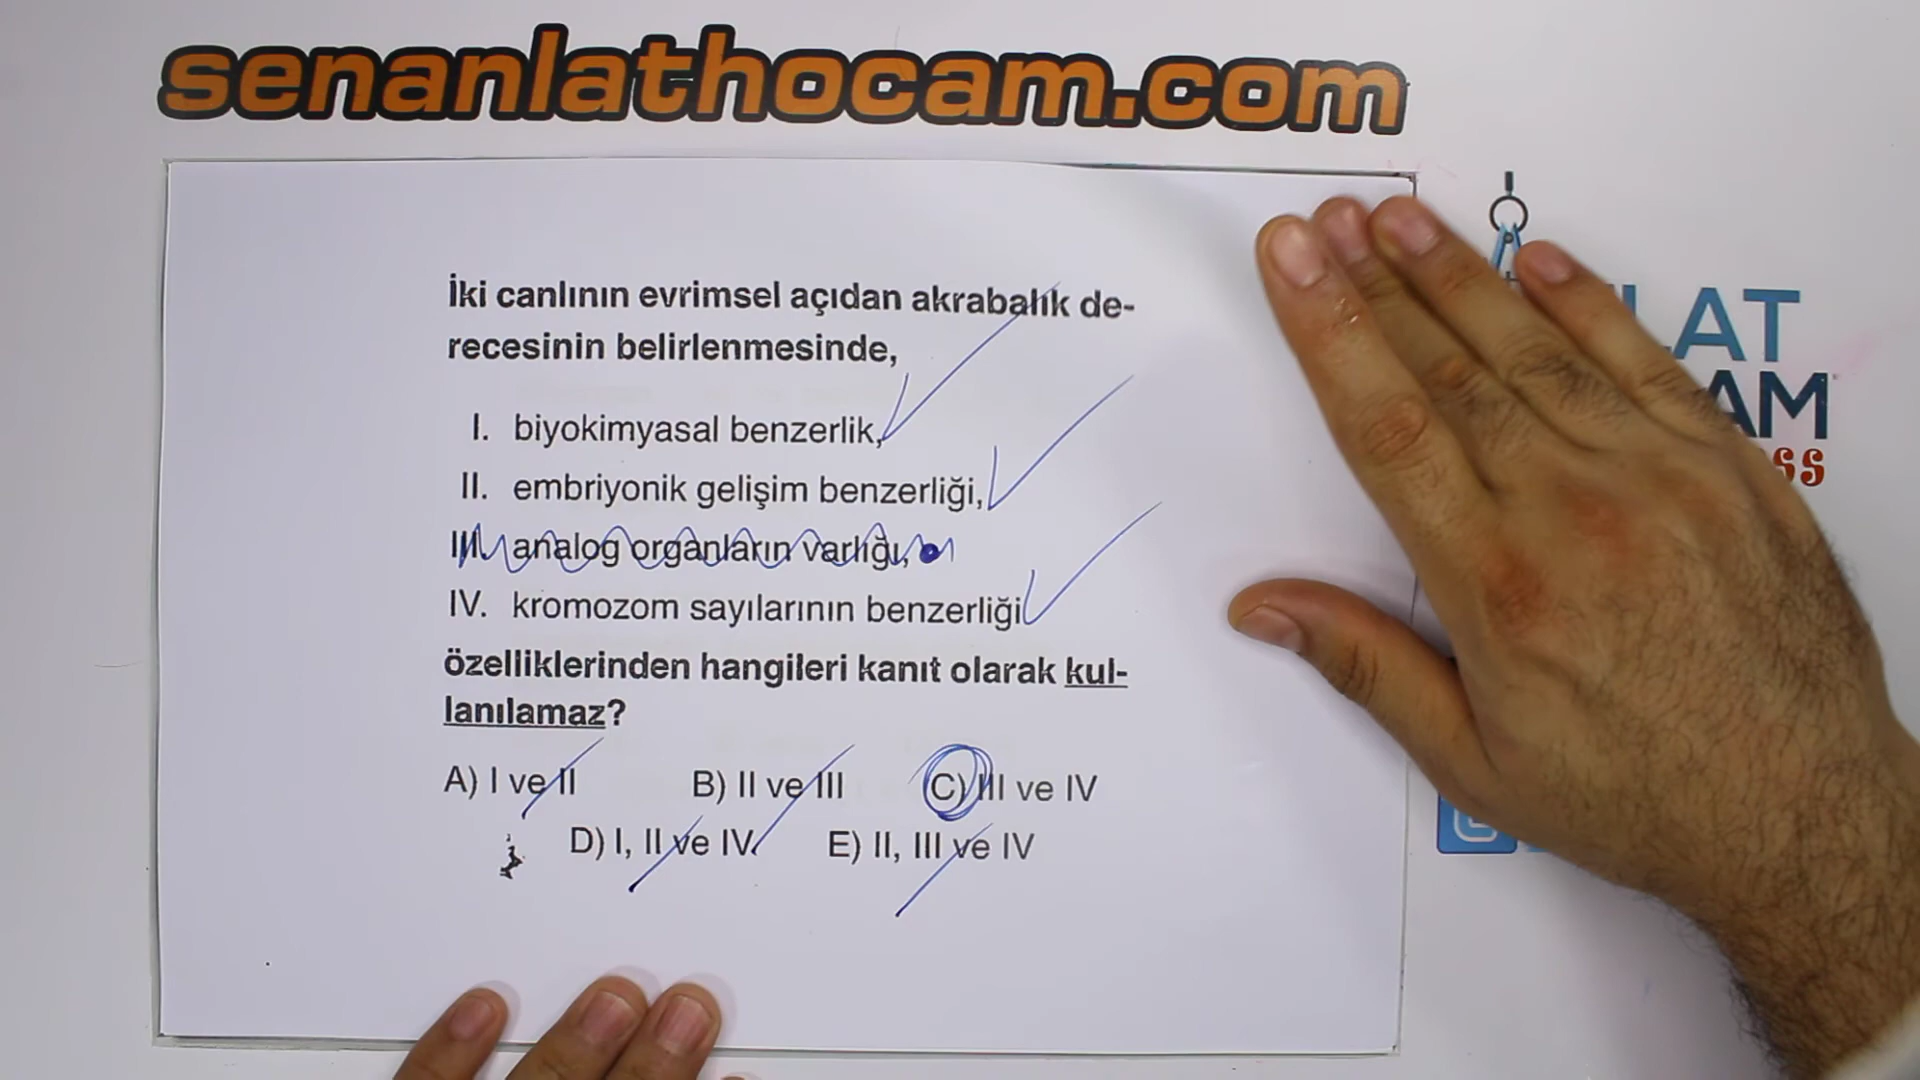 senanlathocam.com
İki canlının evrimsel açıdan akrabalık de-
recesinin belirlenmesinde,
I. biyokimyasal benzerlik,
II. embriyonik gelişim benzerliği,
III. analog organların varlığı,
IV. kromozom sayılarının benzerliği
özelliklerinden hangileri kanıt olarak kul-
lanılamaz?
A) I ve II B) II ve III C) III ve IV
D) I, II ve IV E) II, III ve IV